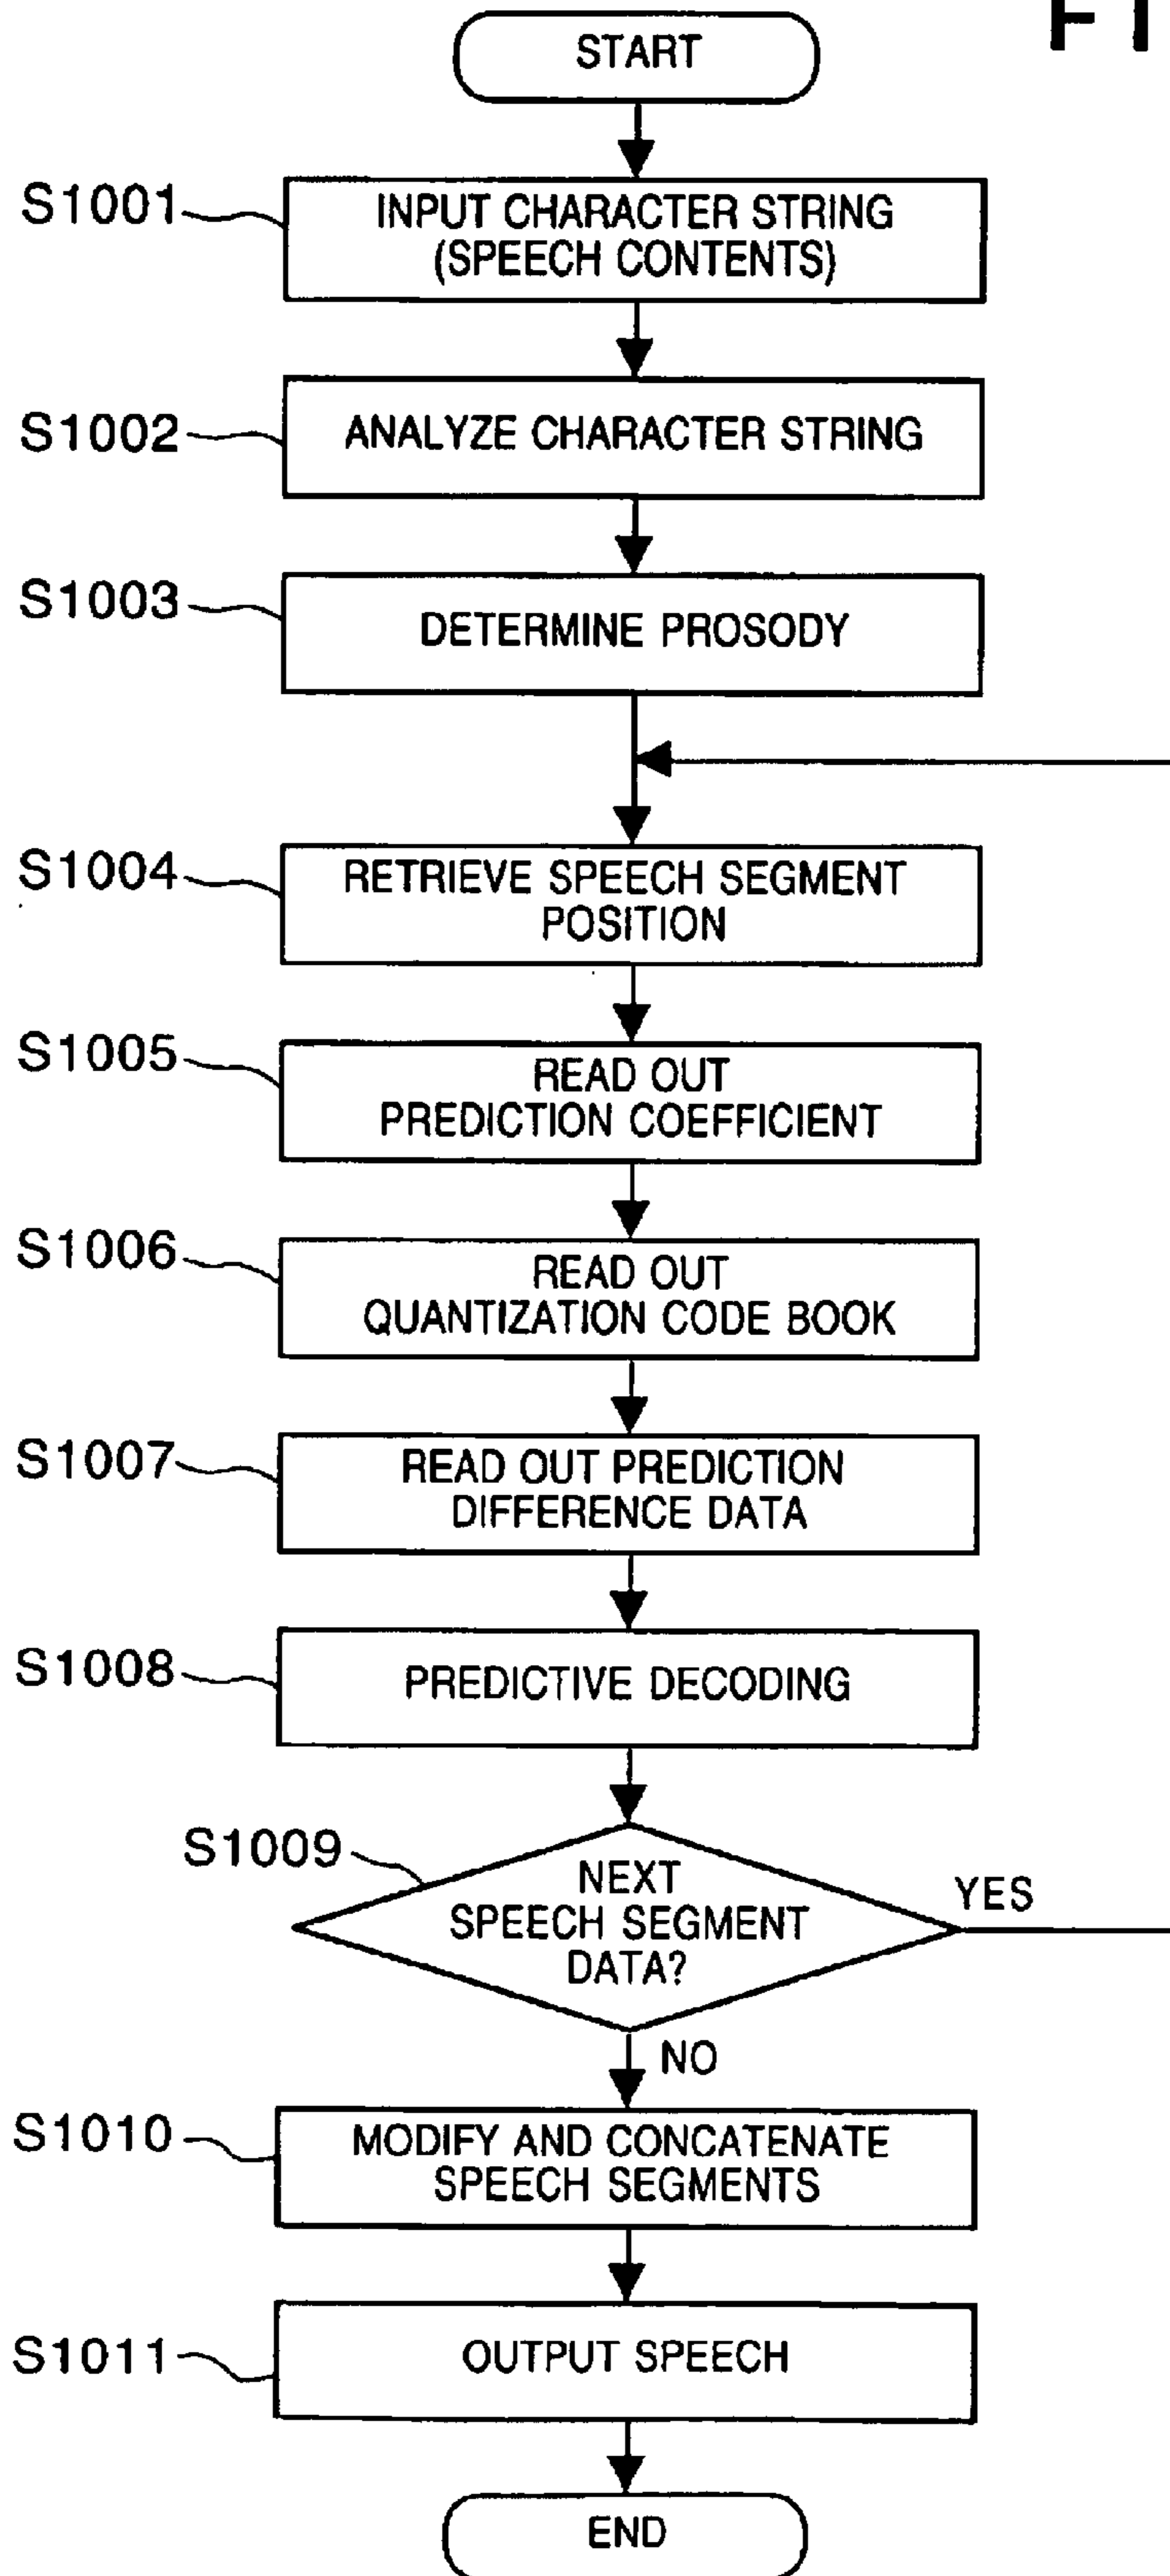 FI
START
S1001
INPUT CHARACTER STRING
(SPEECH CONTENTS)
S1002
ANALYZE CHARACTER STRING
S1003
DETERMINE PROSODY
S1004
RETRIEVE SPEECH SEGMENT
POSITION
S1005
READ OUT
PREDICTION COEFFICIENT
S1006
READ OUT
QUANTIZATION CODE BOOK
S1007
READ OUT PREDICTION
DIFFERENCE DATA
S1008
PREDICTIVE DECODING
S1009
NEXT
SPEECH SEGMENT
DATA?
YES
NO
S1010
MODIFY AND CONCATENATE
SPEECH SEGMENTS
S1011
OUTPUT SPEECH
END